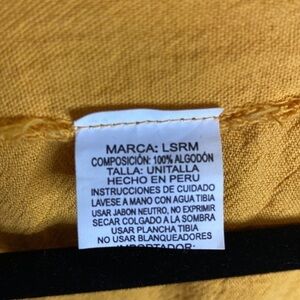 MARCA: LSRM
COMPOSICIÓN: 100% ALGODÓN
TALLA: UNITALLA
HECHO EN PERU
INSTRUCCIONES DE CUIDADO
LAVESE A MANO CON AGUA TIBIA
USAR JABON NEUTRO, NO EXPRIMIR
SECAR COLGADO A LA SOMBRA
USAR PLANCHA TIBIA
NO USAR BLANQUEADORES
IMPORTADOR: